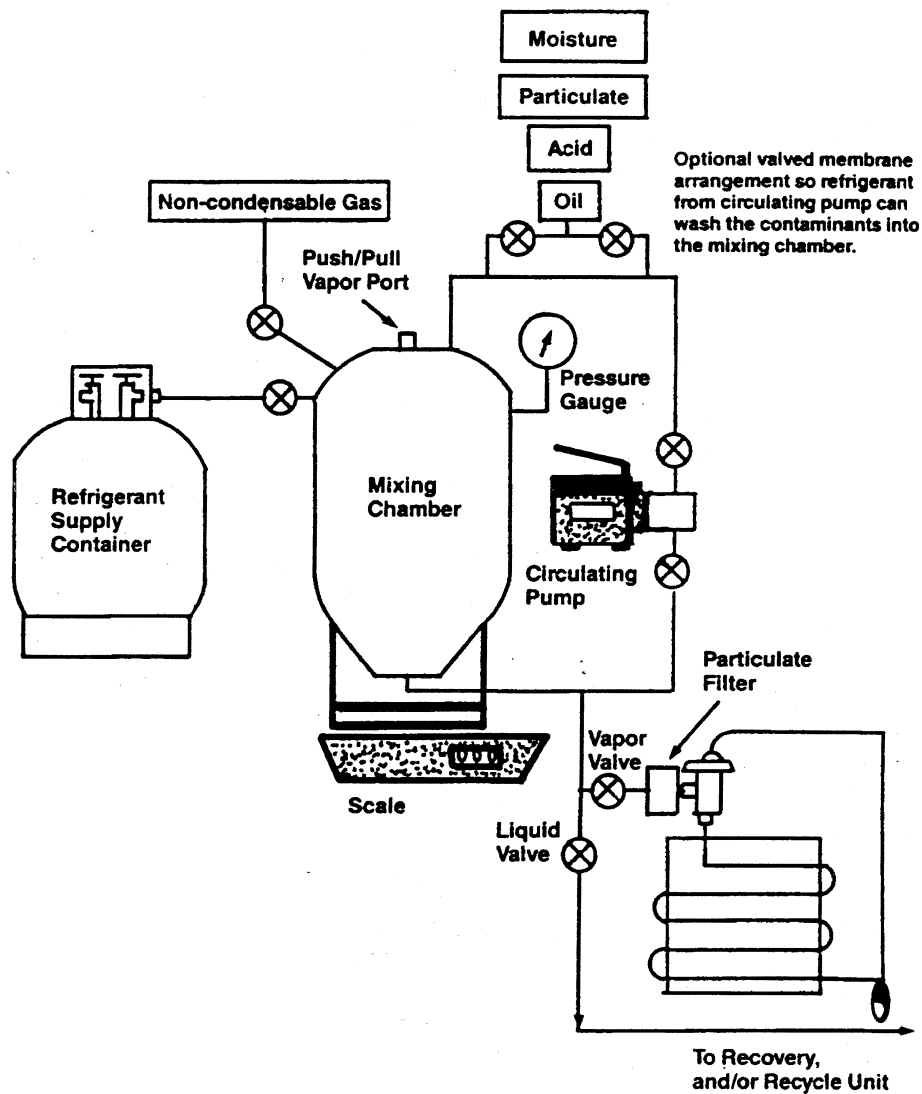 Moisture
Particulate
Acid
Oil
Optional valved membrane
arrangement so refrigerant
from circulating pump can
wash the contaminants into
the mixing chamber.
Non-condensable Gas
Push/Pull
Vapor Port
Pressure
Gauge
Mixing
Chamber
Refrigerant
Supply
Container
Circulating
Pump
Particulate
Filter
Vapor
Valve
Scale
Liquid
Valve
To Recovery,
and/or Recycle Unit